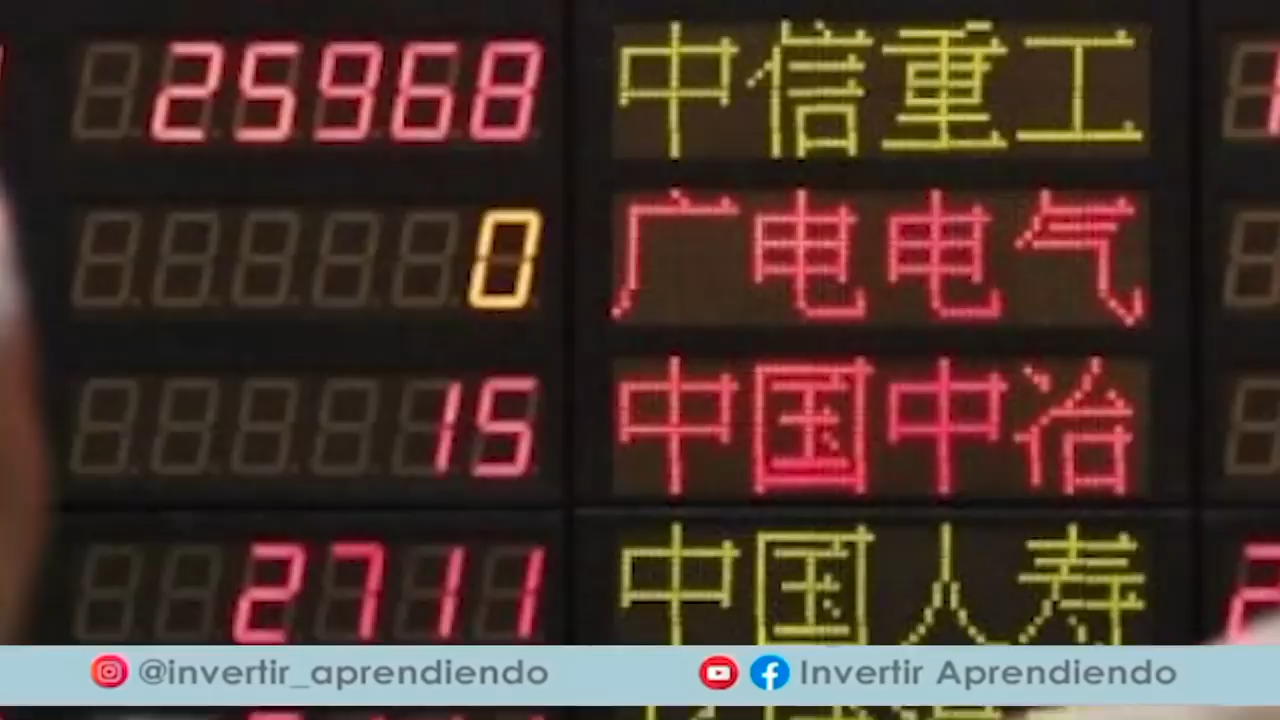 25968 中信重工
0 广电电气
15 中国中冶
2711 中国人寿
@invertir_aprendiendo Invertir Aprendiendo